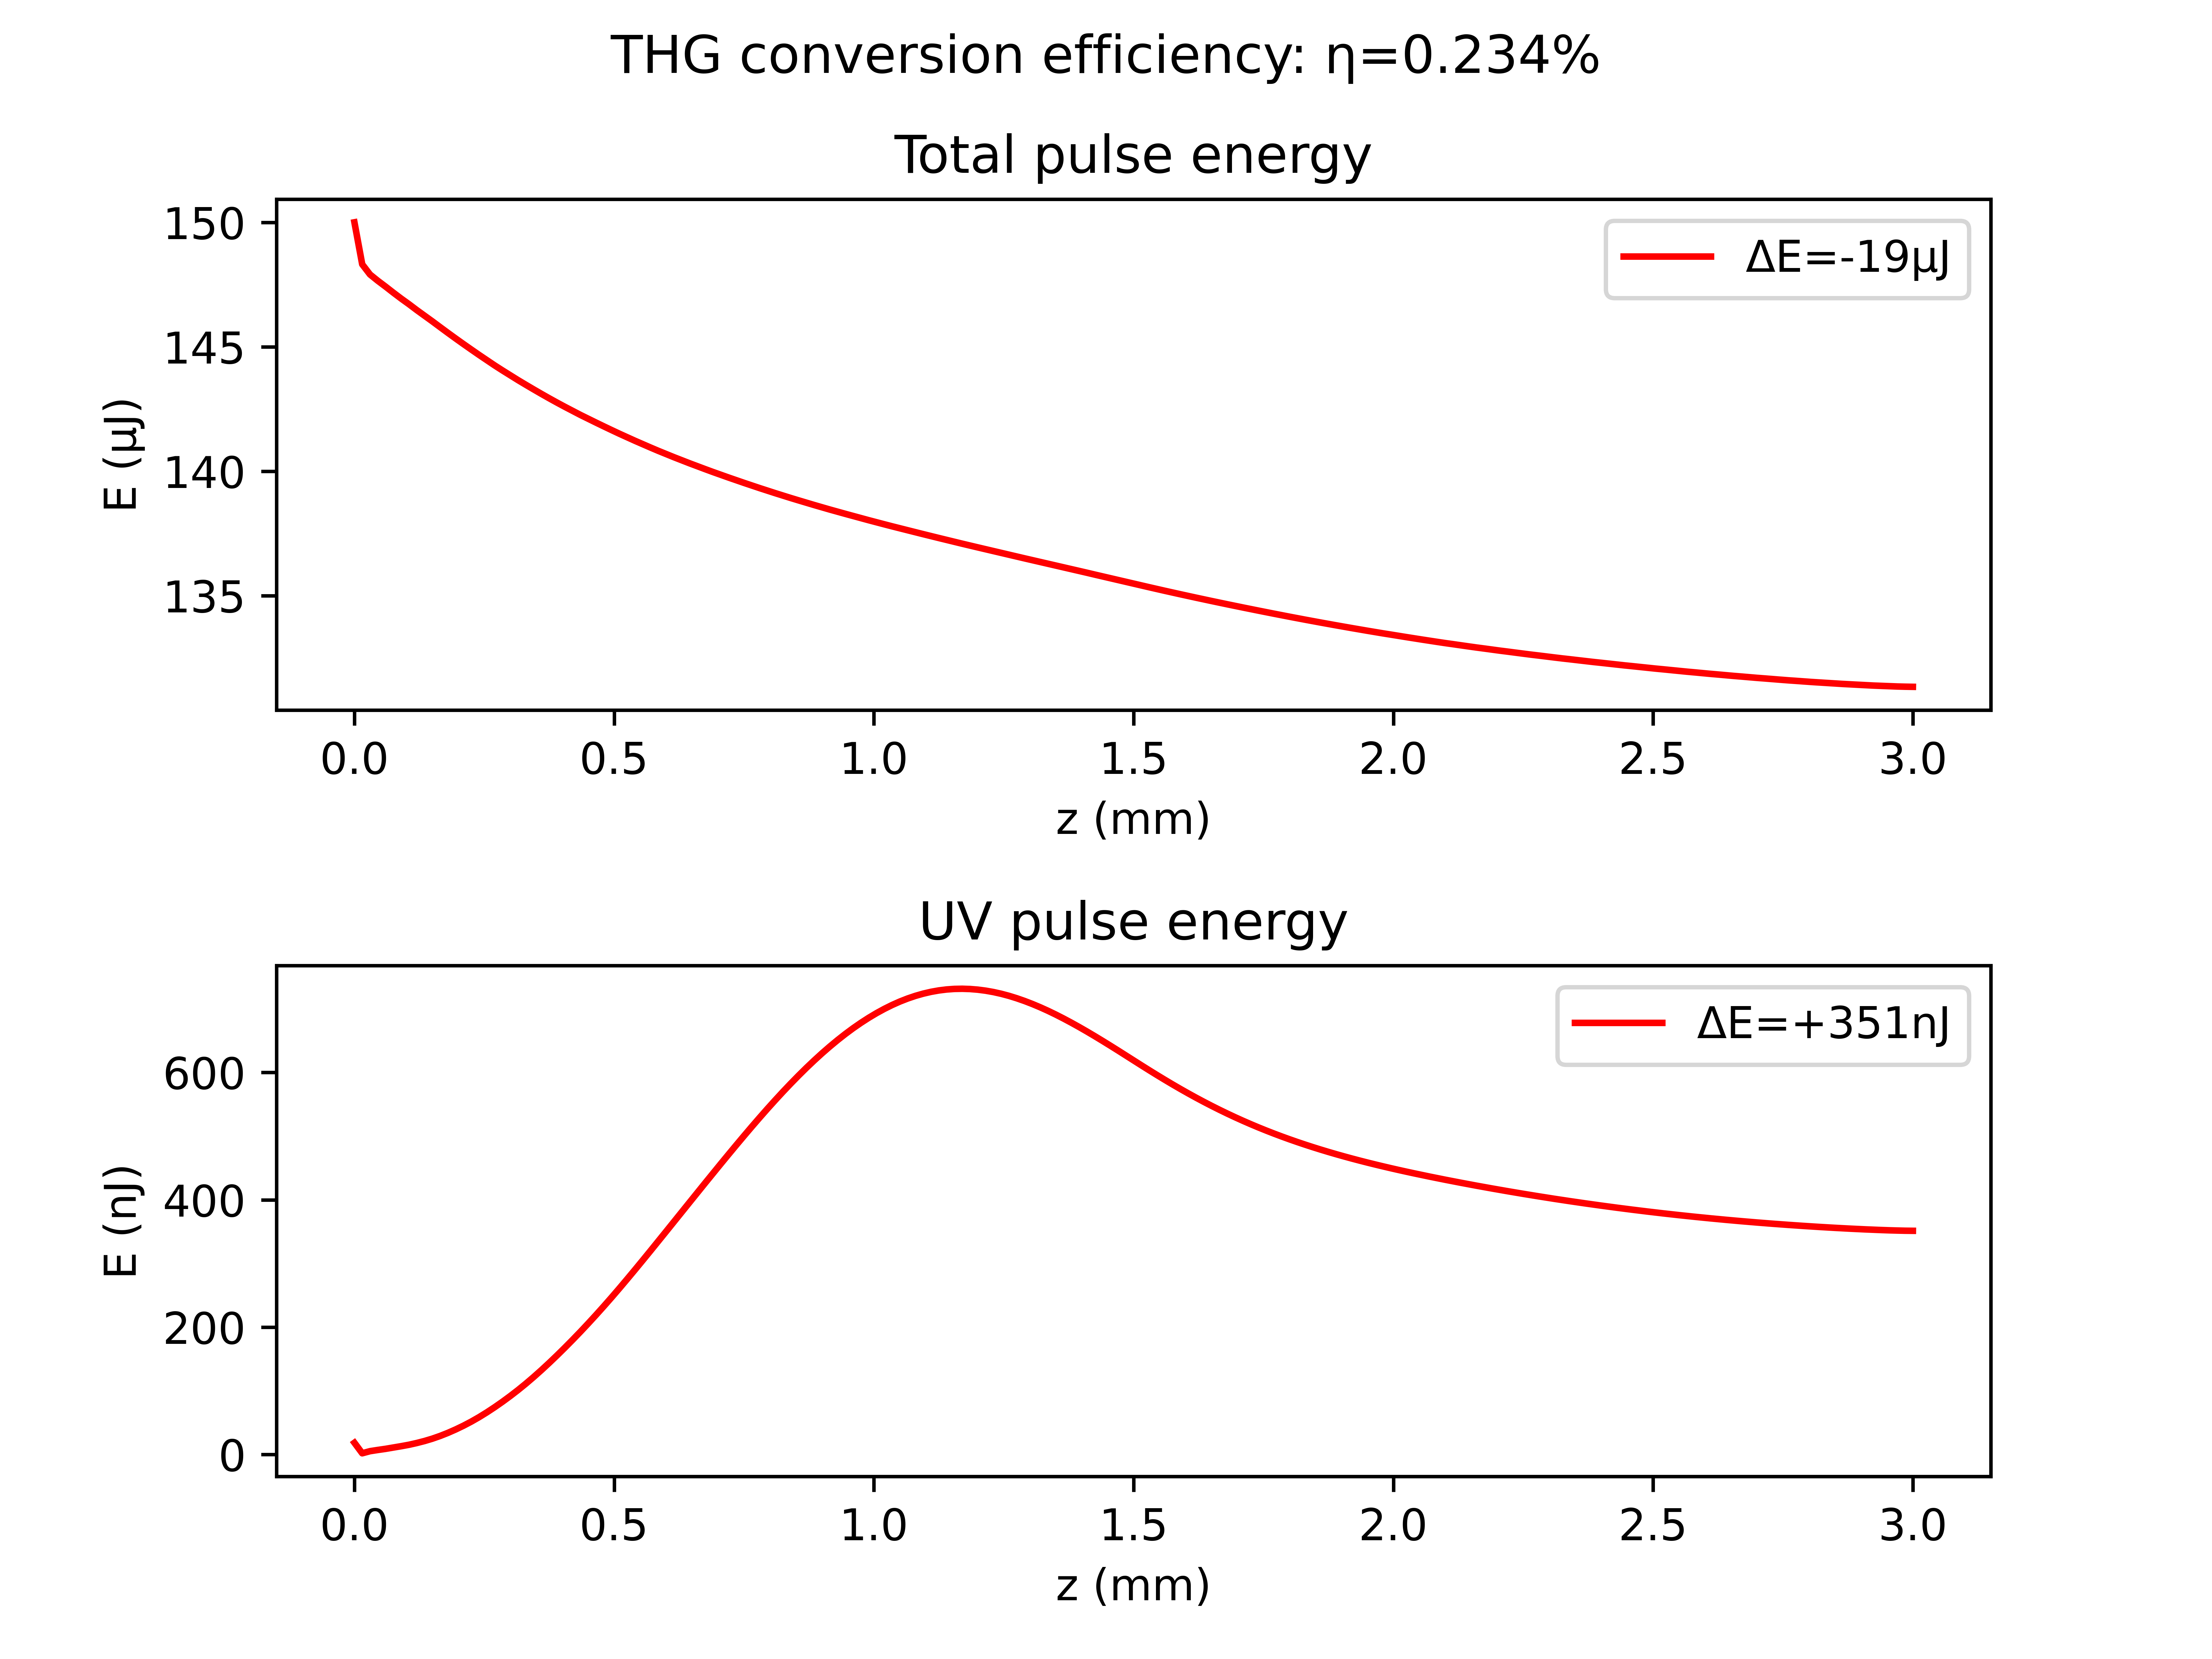 THG conversion efficiency: η=0.234%
Total pulse energy
150
145
140
135
E (µJ)
ΔE=-19µJ
0.0 0.5 1.0 1.5 2.0 2.5 3.0
z (mm)
UV pulse energy
600
400
200
0
E (nJ)
ΔE=+351nJ
0.0 0.5 1.0 1.5 2.0 2.5 3.0
z (mm)